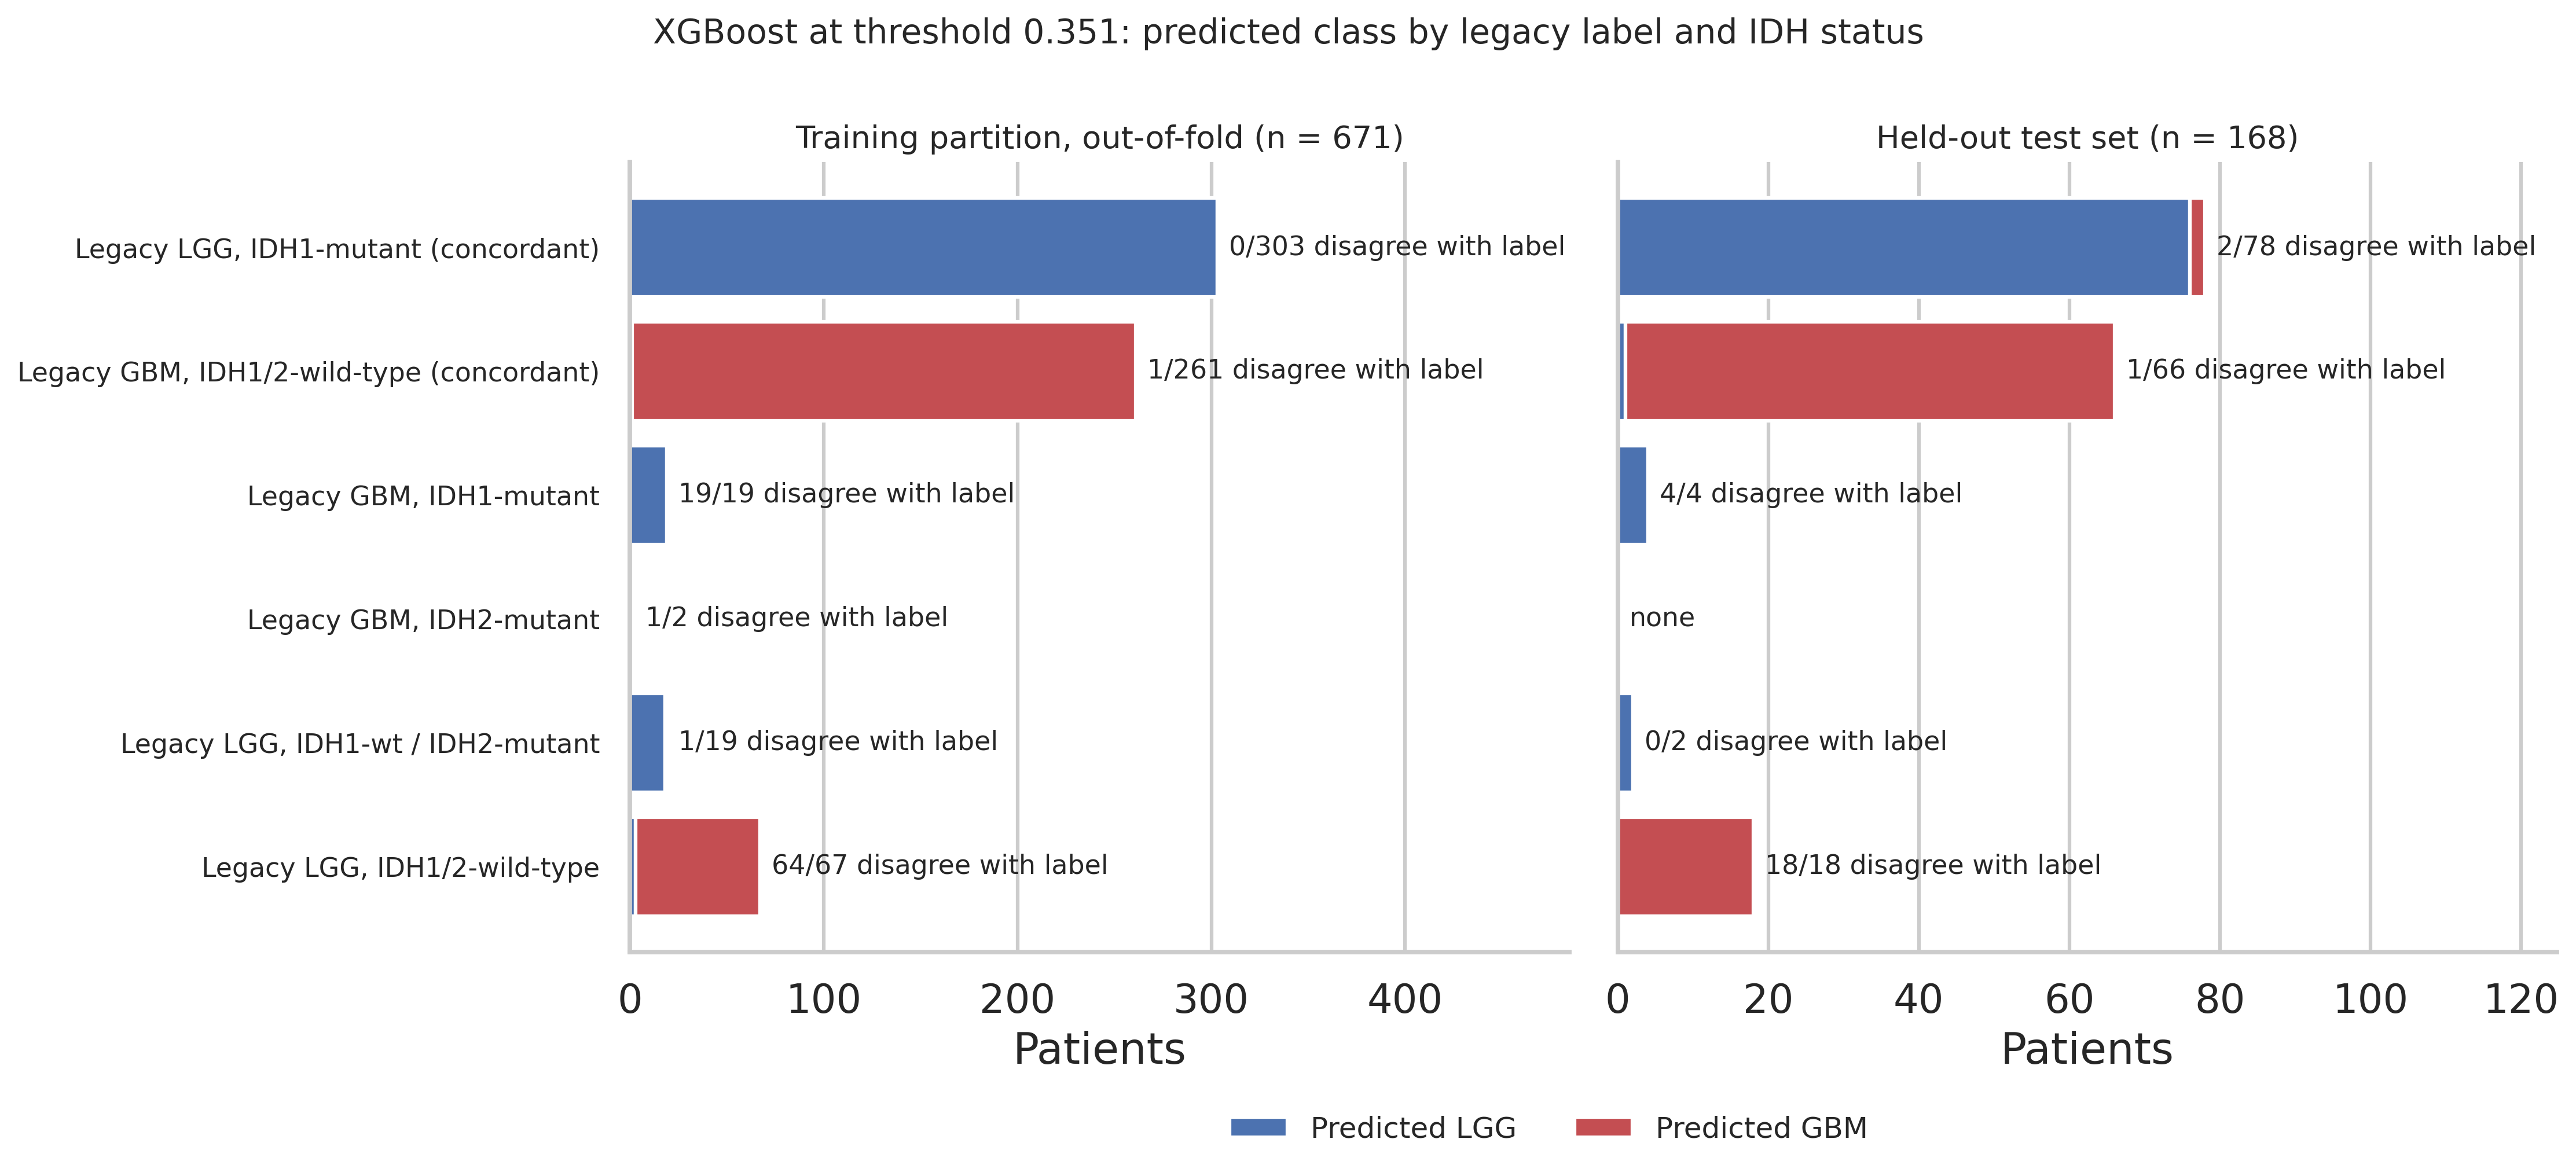 XGBoost at threshold 0.351: predicted class by legacy label and IDH status
Training partition, out-of-fold (n = 671)
Held-out test set (n = 168)
Legacy LGG, IDH1-mutant (concordant)
0/303 disagree with label
2/78 disagree with label
Legacy GBM, IDH1/2-wild-type (concordant)
1/261 disagree with label
1/66 disagree with label
Legacy GBM, IDH1-mutant
19/19 disagree with label
4/4 disagree with label
Legacy GBM, IDH2-mutant
1/2 disagree with label
none
Legacy LGG, IDH1-wt / IDH2-mutant
1/19 disagree with label
0/2 disagree with label
Legacy LGG, IDH1/2-wild-type
64/67 disagree with label
18/18 disagree with label
0 100 200 300 400
0 20 40 60 80 100 120
Patients
Patients
Predicted LGG
Predicted GBM